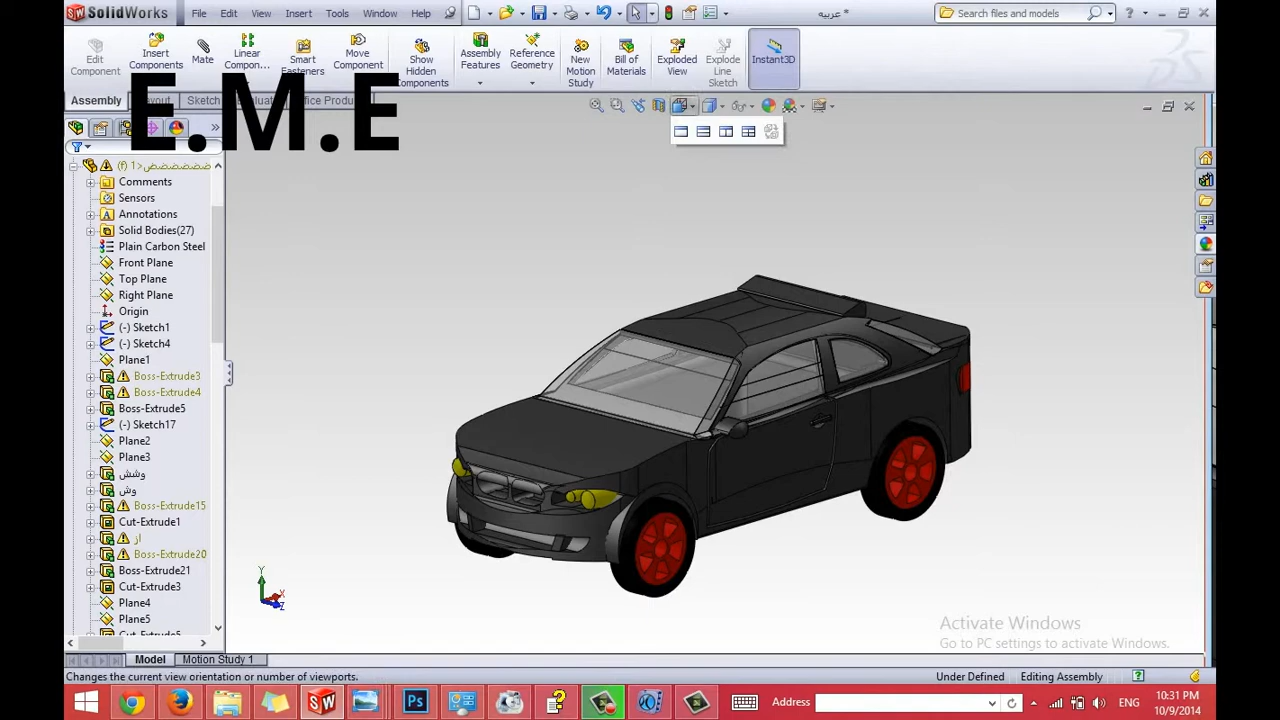 SolidWorks File Edit View Insert Tools Window Help * عربيه Search files and models
Edit Component
Insert Components
Mate
Linear Compon...
Smart Fasteners
Move Component
Show Hidden Components
Assembly Features
Reference Geometry
New Motion Study
Bill of Materials
Exploded View
Explode Line Sketch
Instant3D
E.M.E
Assembly Sketch
Comments
Sensors
Annotations
Solid Bodies(27)
Plain Carbon Steel
Front Plane
Top Plane
Right Plane
Origin
(-) Sketch1
(-) Sketch4
Plane1
Boss-Extrude3
Boss-Extrude4
Boss-Extrude5
(-) Sketch17
Plane2
Plane3
وشش
وش
Boss-Extrude15
Cut-Extrude1
از
Boss-Extrude20
Boss-Extrude21
Cut-Extrude3
Plane4
Plane5
Cut-Extrude5
Y
X
Z
Activate Windows
Go to PC settings to activate Windows.
Model Motion Study 1
Changes the current view orientation or number of viewports. Under Defined Editing Assembly
Address ENG 10:31 PM
10/9/2014